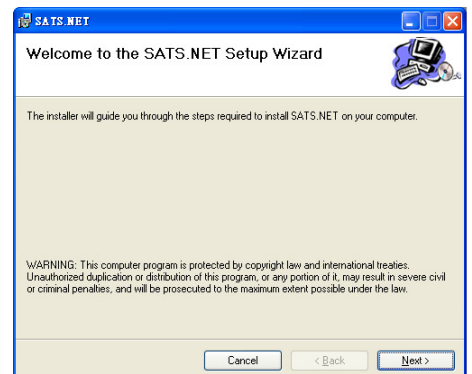 SATS.NET
Welcome to the SATS.NET Setup Wizard
The installer will guide you through the steps required to install SATS.NET on your computer.
WARNING: This computer program is protected by copyright law and international treaties.
Unauthorized duplication or distribution of this program, or any portion of it, may result in severe civil
or criminal penalties, and will be prosecuted to the maximum extent possible under the law.
Cancel
< Back
Next >